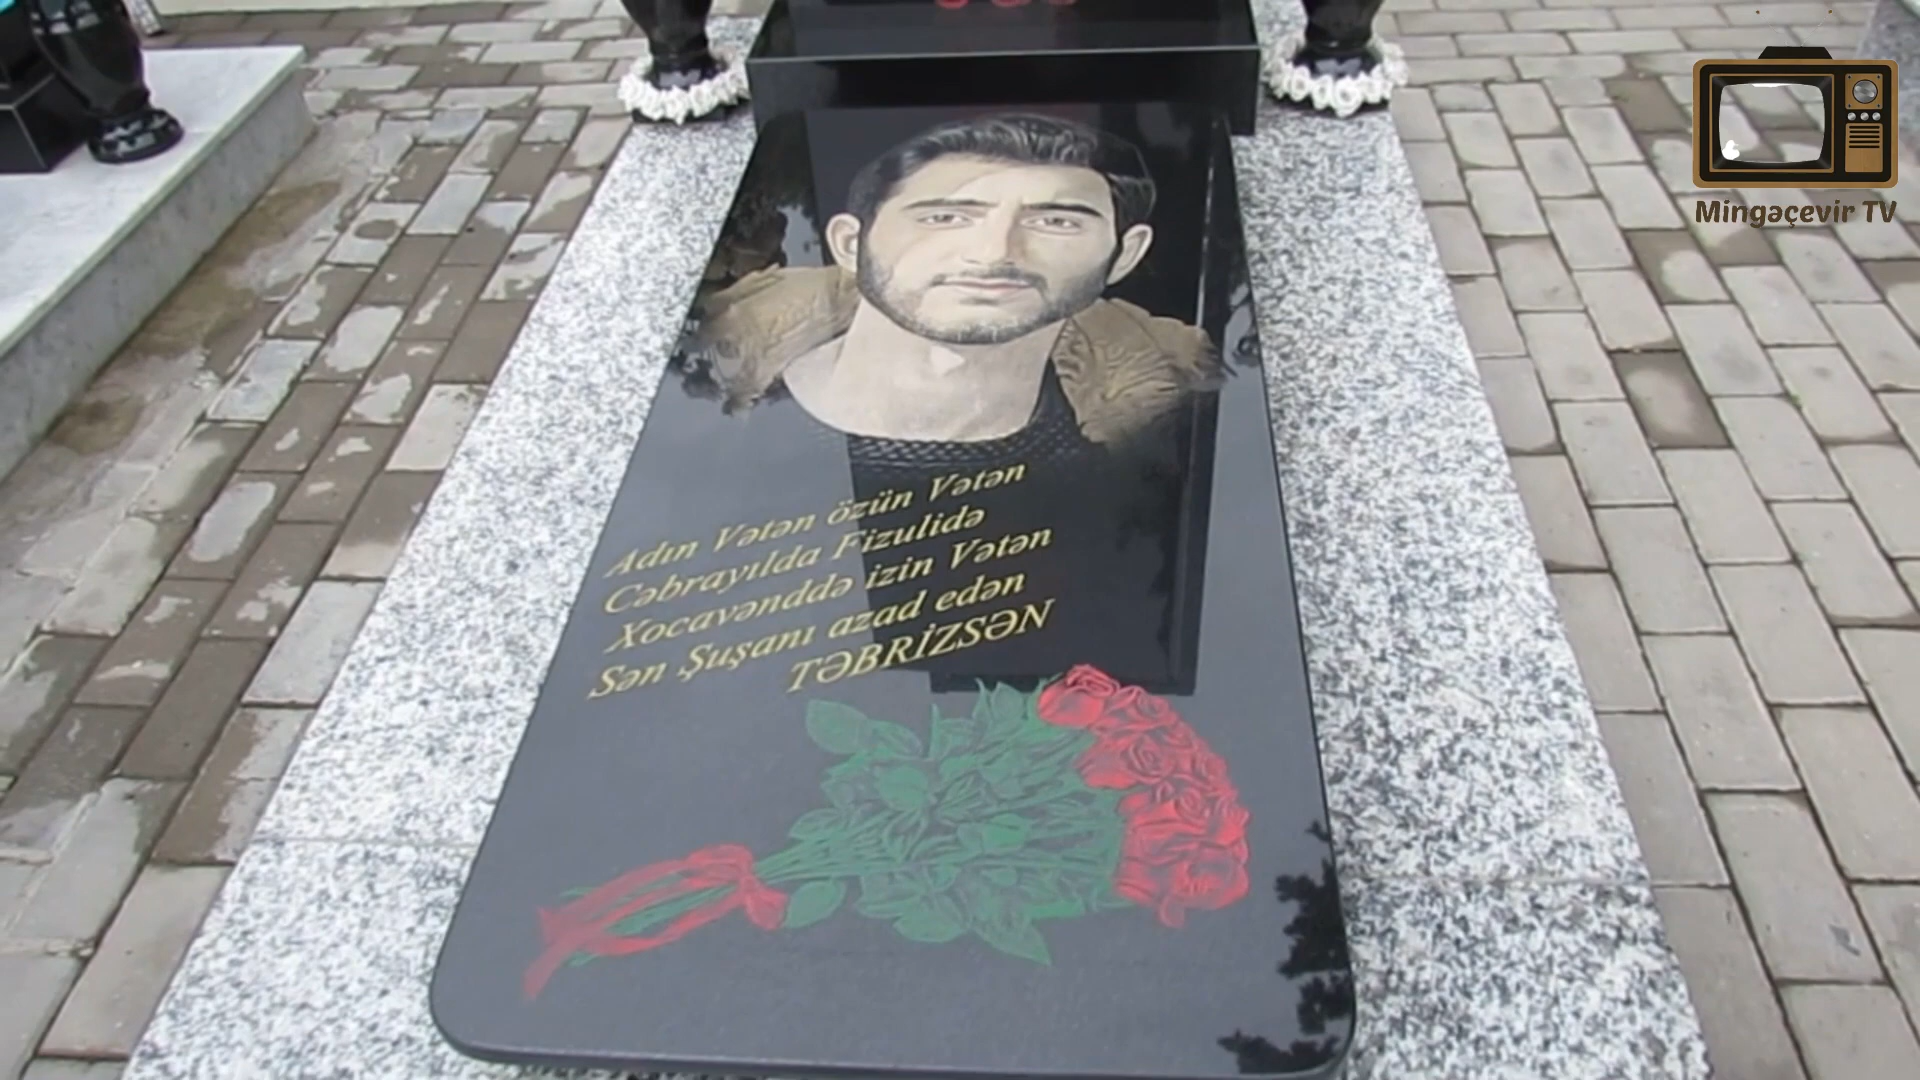 Mingəçevir TV
Adın Vətən özün Vətən
Cəbrayılda Fizulidə
Xocavənddə izin Vətən
Sən Şuşanı azad edən
TƏBRİZSƏN